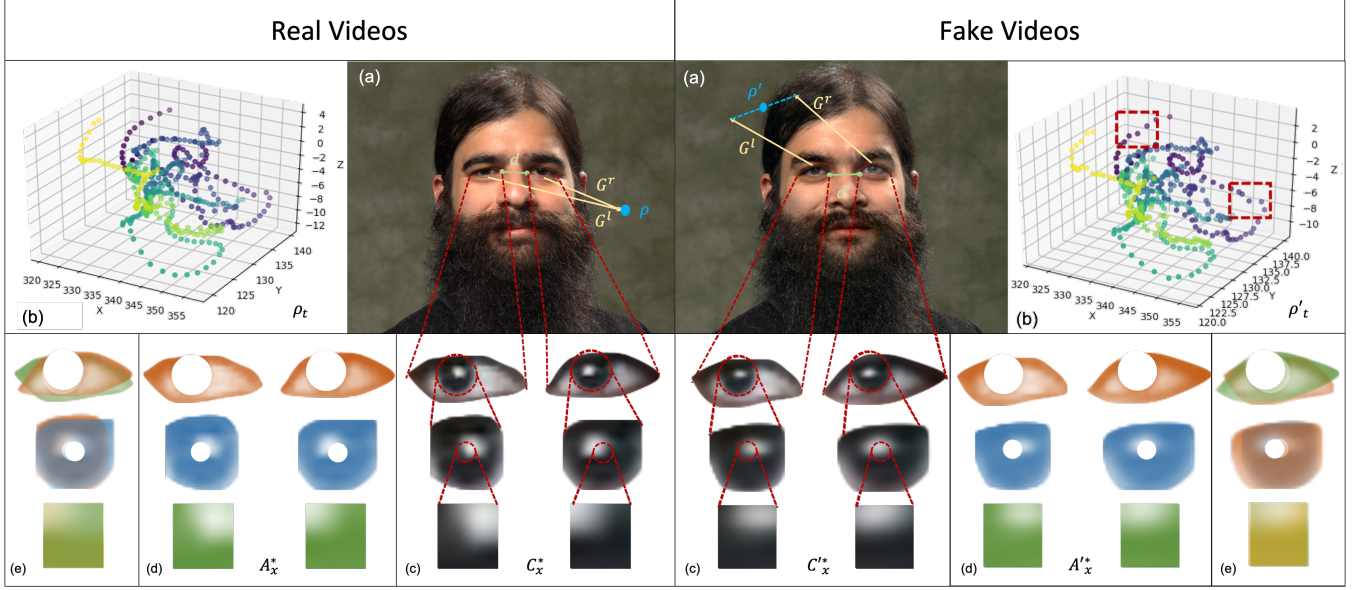 Real Videos
Fake Videos
(a)
d
G^r
G^l
ρ
(a)
ρ′
G^r
G^l
d′
4
2
0
−2
−4
−6
−8
−10
−12
Z
320 325 330 335 340 345 350 355
X
120 125 130 135 140
Y
(b)
ρ_t
2
0
−2
−4
−6
−8
−10
Z
320 325 330 335 340 345 350 355
X
120.0 122.5 125.0 127.5 130.0 132.5 135.0 137.5 140.0
Y
(b)
ρ′_t
(e)
(d)
A*_x
(c)
C*_x
(c)
C′*_x
(d)
A′*_x
(e)